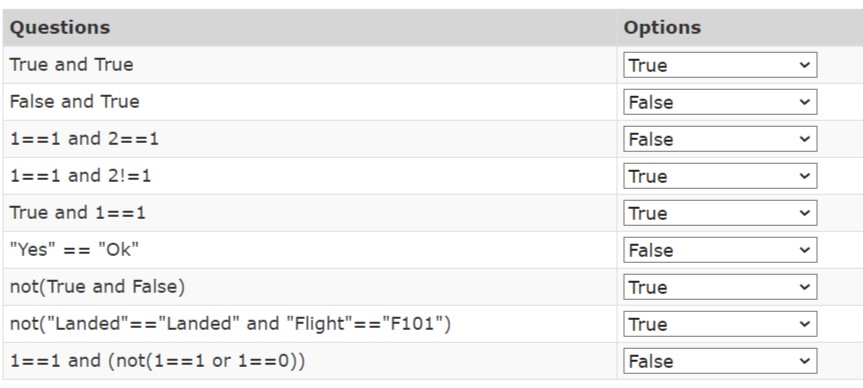 Questions Options
True and True True
False and True False
1==1 and 2==1 False
1==1 and 2!=1 True
True and 1==1 True
"Yes" == "Ok" False
not(True and False) True
not("Landed"=="Landed" and "Flight"=="F101") True
1==1 and (not(1==1 or 1==0)) False